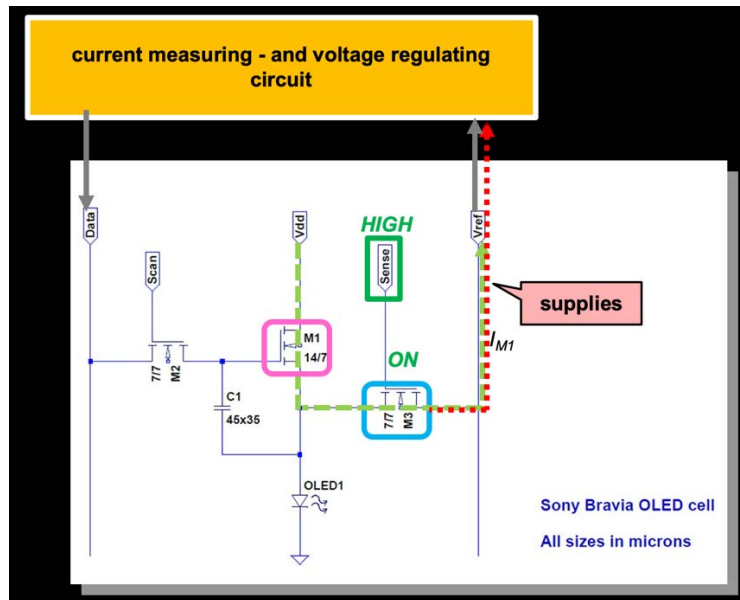 current measuring - and voltage regulating
circuit
Data
Vdd
HIGH
Vref
Scan
Sense
supplies
M1
14/7
IM1
ON
7/7
M2
C1
45x35
7/7
M3
OLED1
Sony Bravia OLED cell
All sizes in microns